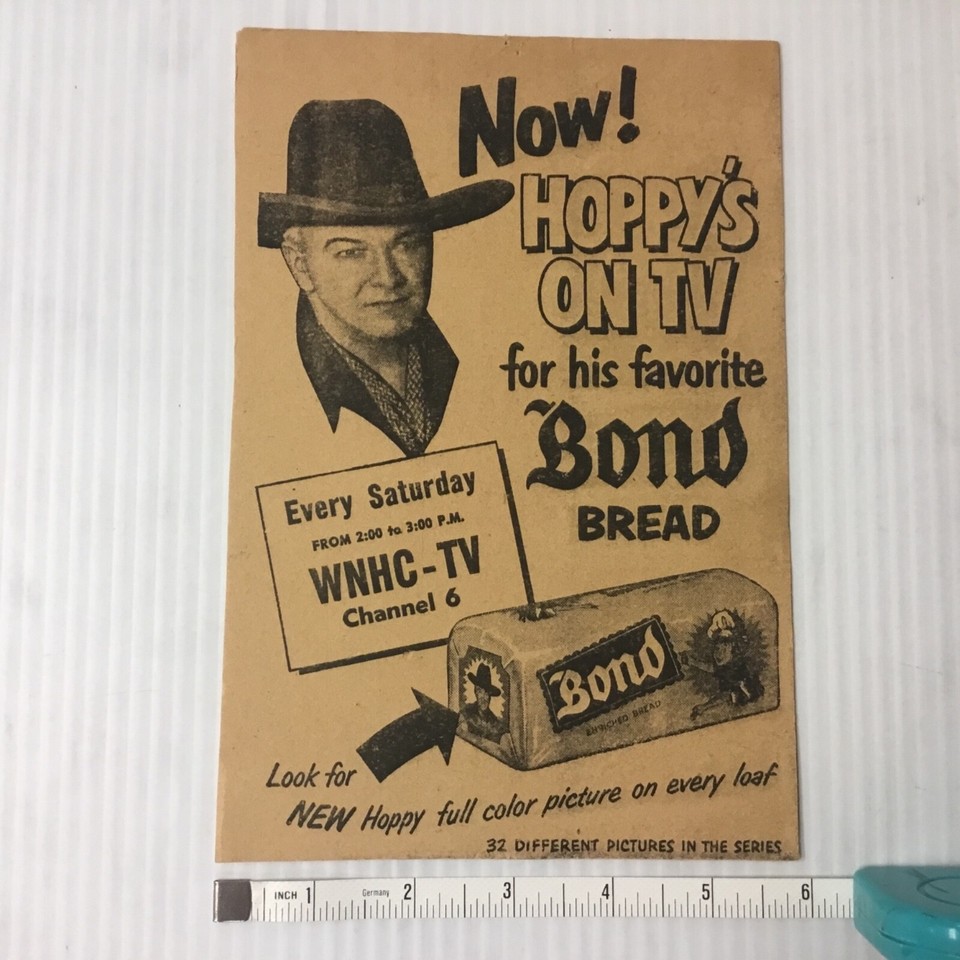 Now!
HOPPY'S
ON TV
for his favorite
Bond
BREAD
Every Saturday
FROM 2:00 to 3:00 P.M.
WNHC-TV
Channel 6
Bond
ENRICHED BREAD
Look for
NEW Hoppy full color picture on every loaf
32 DIFFERENT PICTURES IN THE SERIES
INCH 1 Germany 2 3 4 5 6